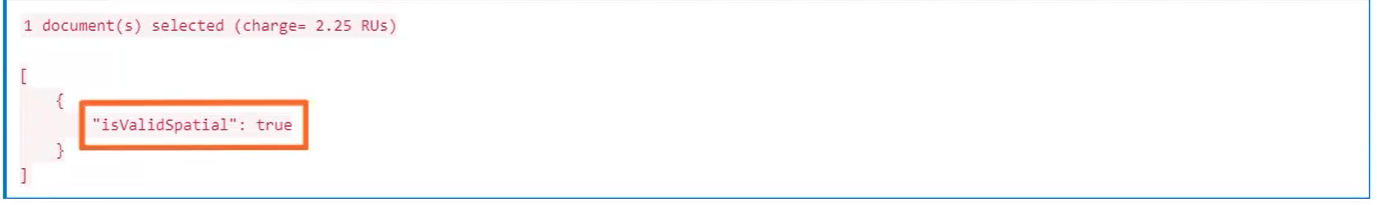 1 document(s) selected (charge= 2.25 RUs)
[
{
"isValidSpatial": true
}
]